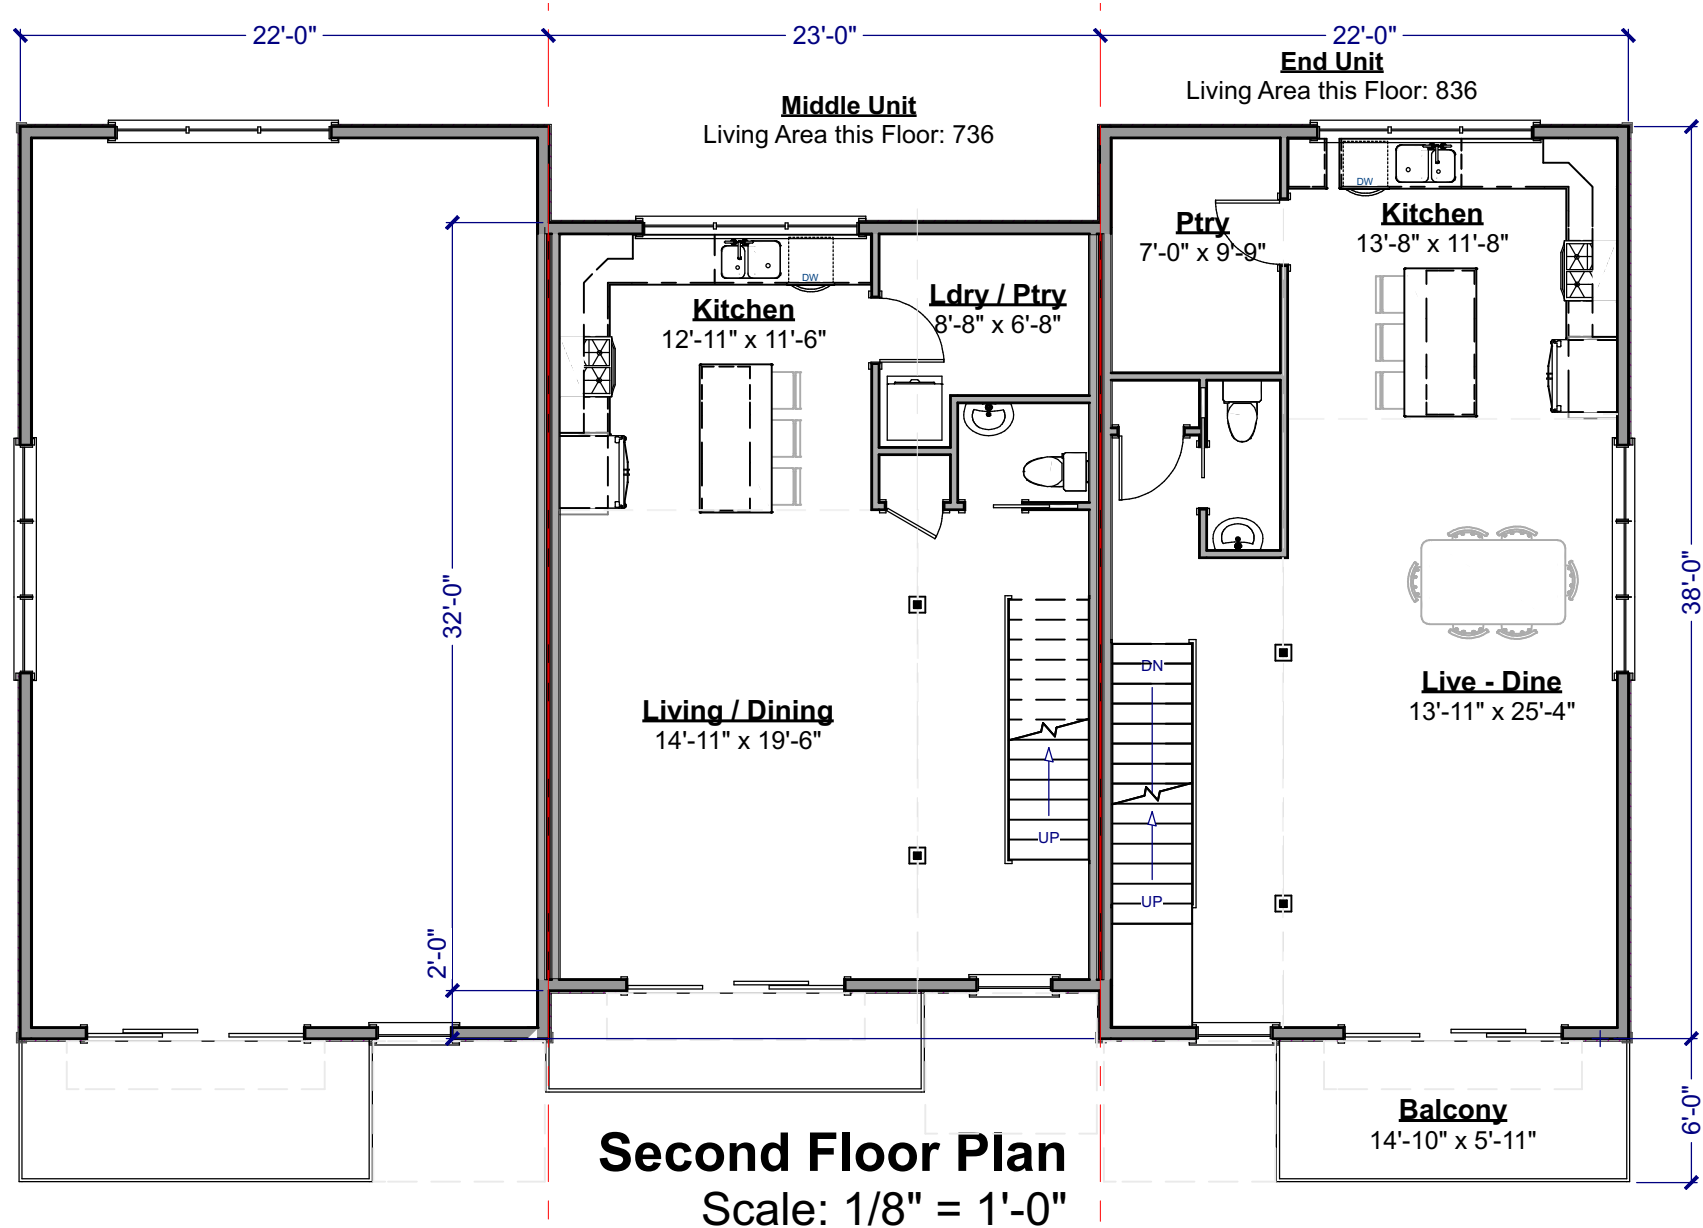 22'-0"
23'-0"
22'-0"
End Unit
Living Area this Floor: 836
Middle Unit
Living Area this Floor: 736
DW
Ptry
7'-0" x 9'-9"
Kitchen
13'-8" x 11'-8"
DW
Kitchen
12'-11" x 11'-6"
Ldry / Ptry
8'-8" x 6'-8"
32'-0"
38'-0"
DN
Live - Dine
13'-11" x 25'-4"
Living / Dining
14'-11" x 19'-6"
UP
UP
2'-0"
Balcony
14'-10" x 5'-11"
6'-0"
Second Floor Plan
Scale: 1/8" = 1'-0"